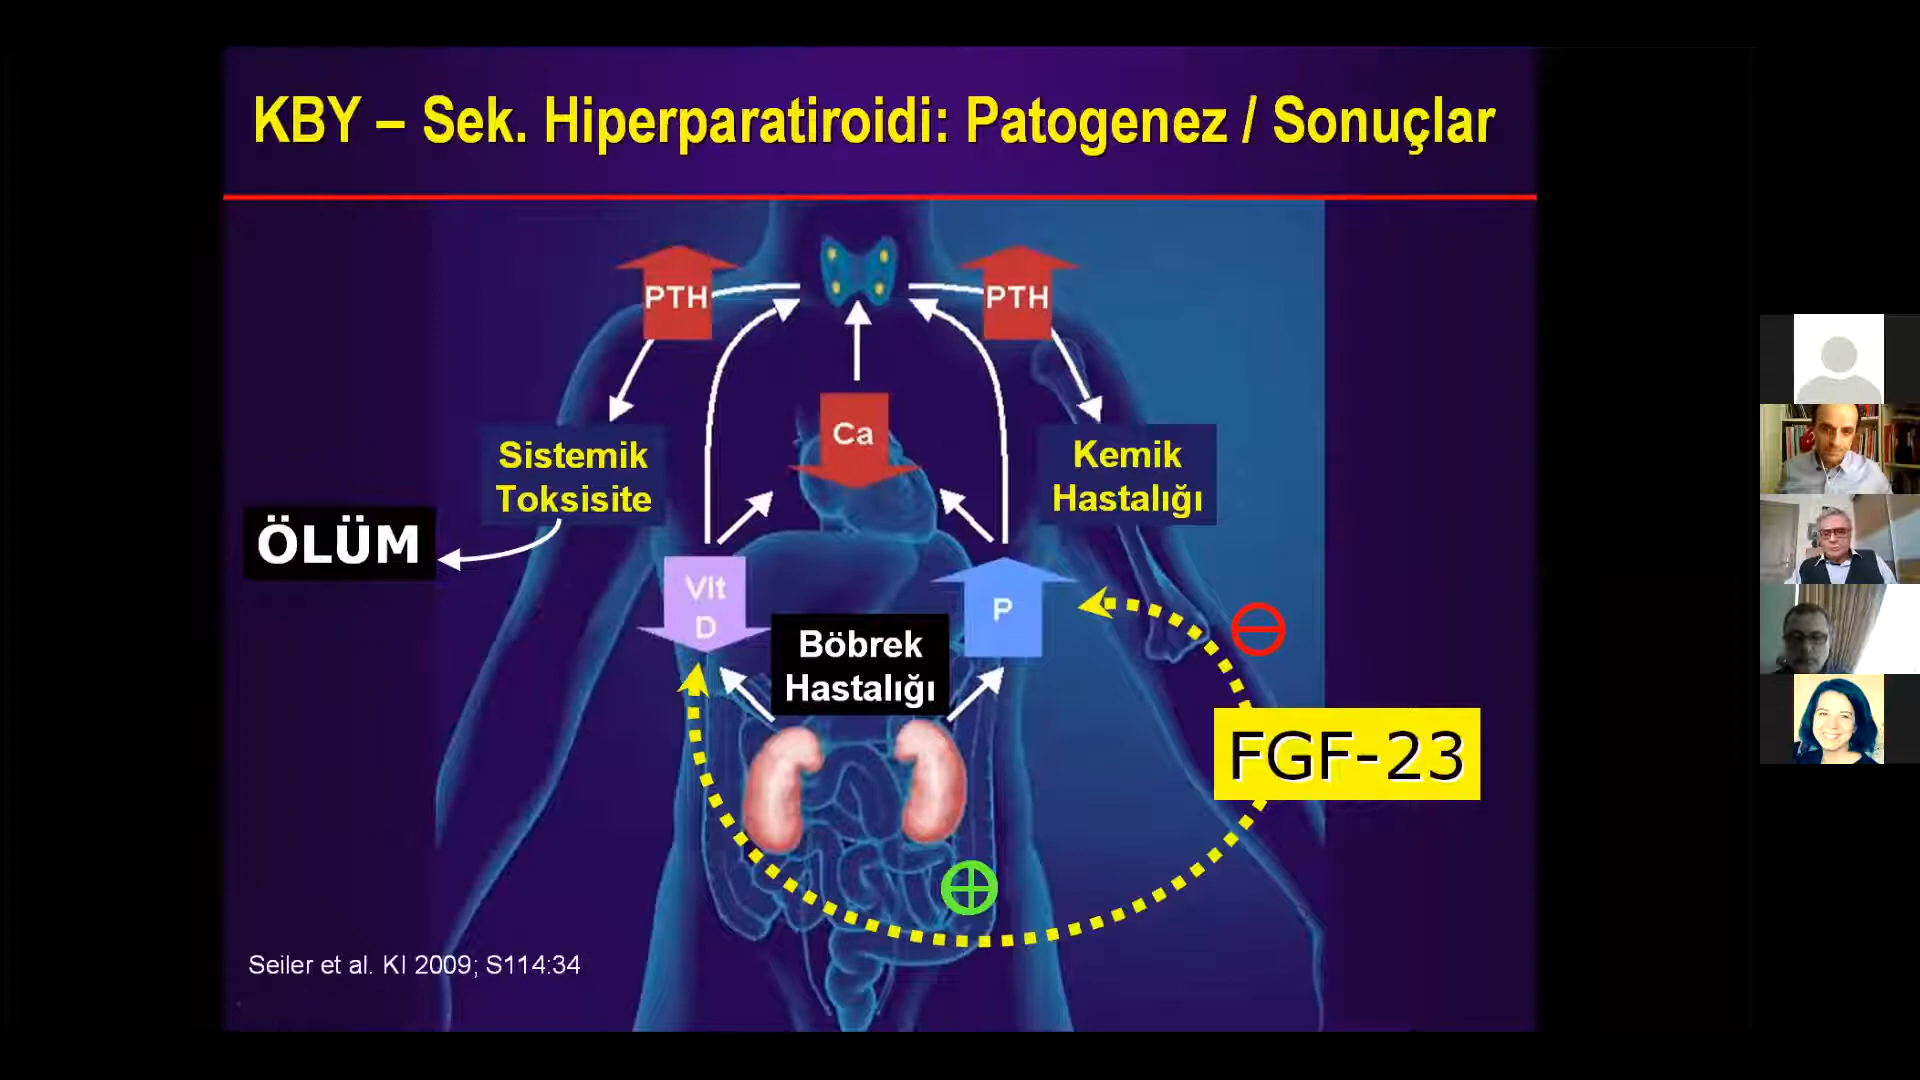 KBY – Sek. Hiperparatiroidi: Patogenez / Sonuçlar
PTH
PTH
Ca
Sistemik
Toksisite
Kemik
Hastalığı
ÖLÜM
Vit
D
P
Böbrek
Hastalığı
FGF-23
Seiler et al. KI 2009; S114:34